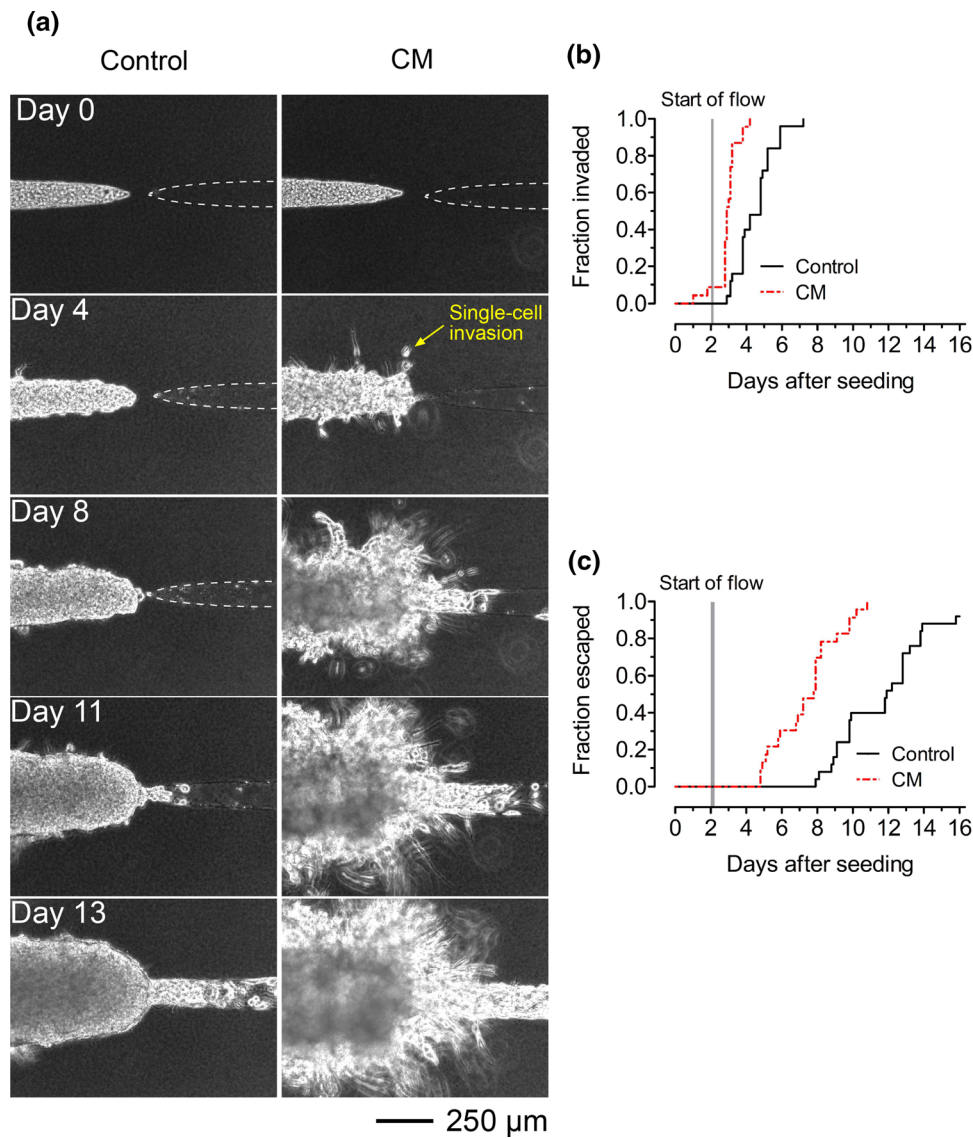 (a)
Control
CM
Day 0
Day 4
Single-cell
invasion
Day 8
Day 11
Day 13
250 µm
(b)
Start of flow
Fraction invaded
1.0
0.8
0.6
0.4
0.2
0.0
Control
CM
0 2 4 6 8 10 12 14 16
Days after seeding
(c)
Start of flow
Fraction escaped
1.0
0.8
0.6
0.4
0.2
0.0
Control
CM
0 2 4 6 8 10 12 14 16
Days after seeding